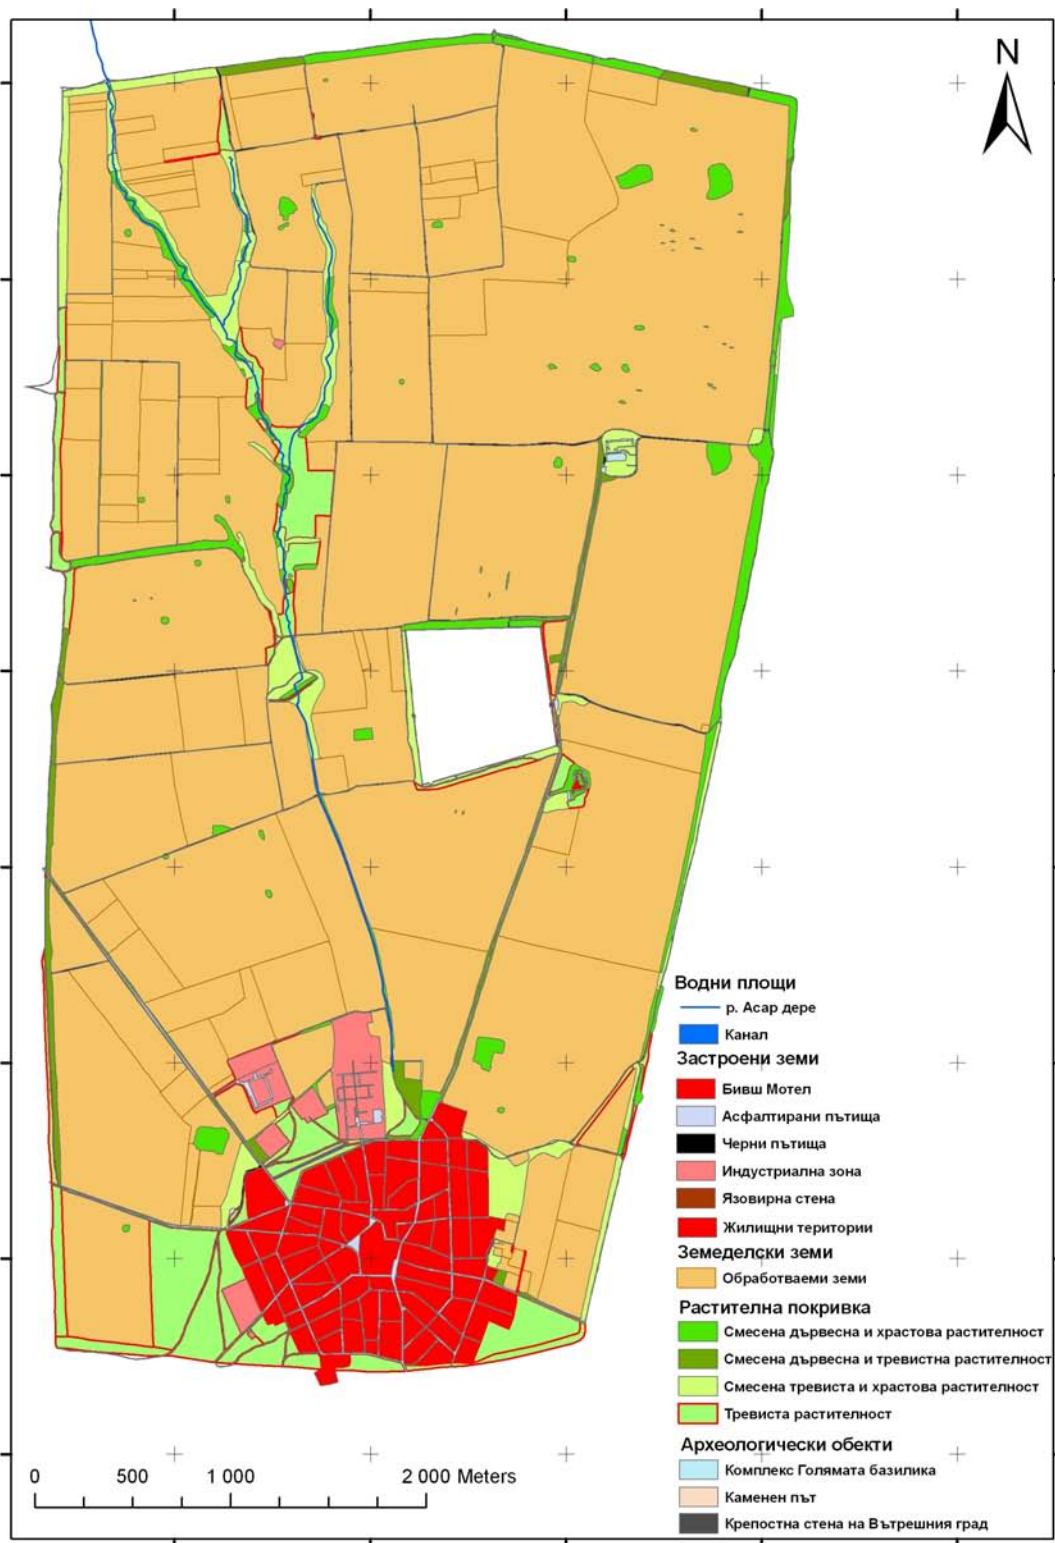 N
Водни площи
р. Асар дере
Канал
Застроени земи
Бивш Мотел
Асфалтирани пътища
Черни пътища
Индустриална зона
Язовирна стена
Жилищни територии
Земеделски земи
Обработваеми земи
Растителна покривка
Смесена дървесна и храстова растителност
Смесена дървесна и тревистна растителност
Смесена тревиста и храстова растителност
Тревиста растителност
Археологически обекти
Комплекс Голямата базилика
Каменен път
Крепостна стена на Вътрешния град
0 500 1 000 2 000 Meters